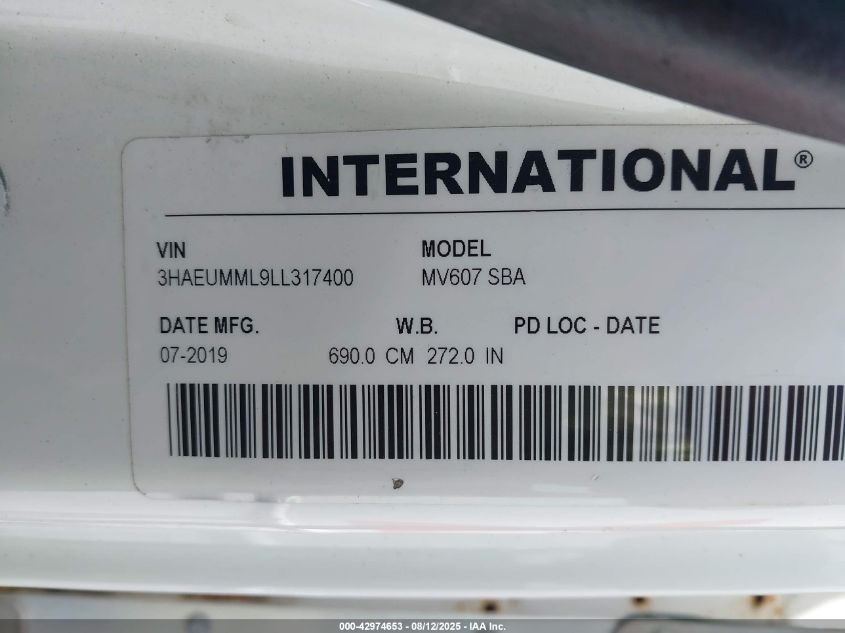 INTERNATIONAL®
VIN MODEL
3HAEUMML9LL317400 MV607 SBA
DATE MFG. W.B. PD LOC - DATE
07-2019 690.0 CM 272.0 IN
000-42974653 - 08/12/2025 - IAA Inc.